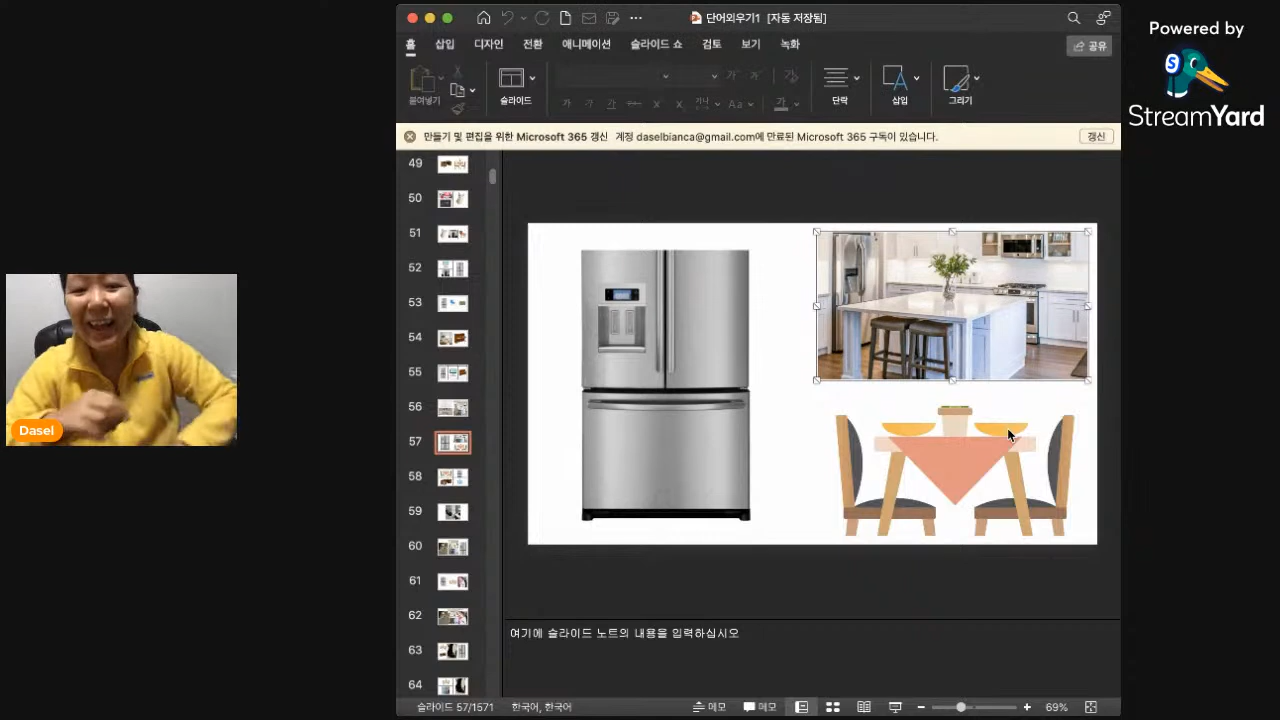 단어외우기1 [자동 저장됨]
홈 삽입 디자인 전환 애니메이션 슬라이드 쇼 검토 보기 녹화
공유
붙여넣기
슬라이드
단락
삽입
그리기
만들기 및 편집을 위한 Microsoft 365 갱신 계정 daselbianca@gmail.com에 만료된 Microsoft 365 구독이 있습니다.
갱신
49
50
51
52
53
54
55
56
57
58
59
60
61
62
63
64
여기에 슬라이드 노트의 내용을 입력하십시오
슬라이드 57/1571 한국어, 한국어
메모 메모 69%
Dasel
Powered by
S
StreamYard